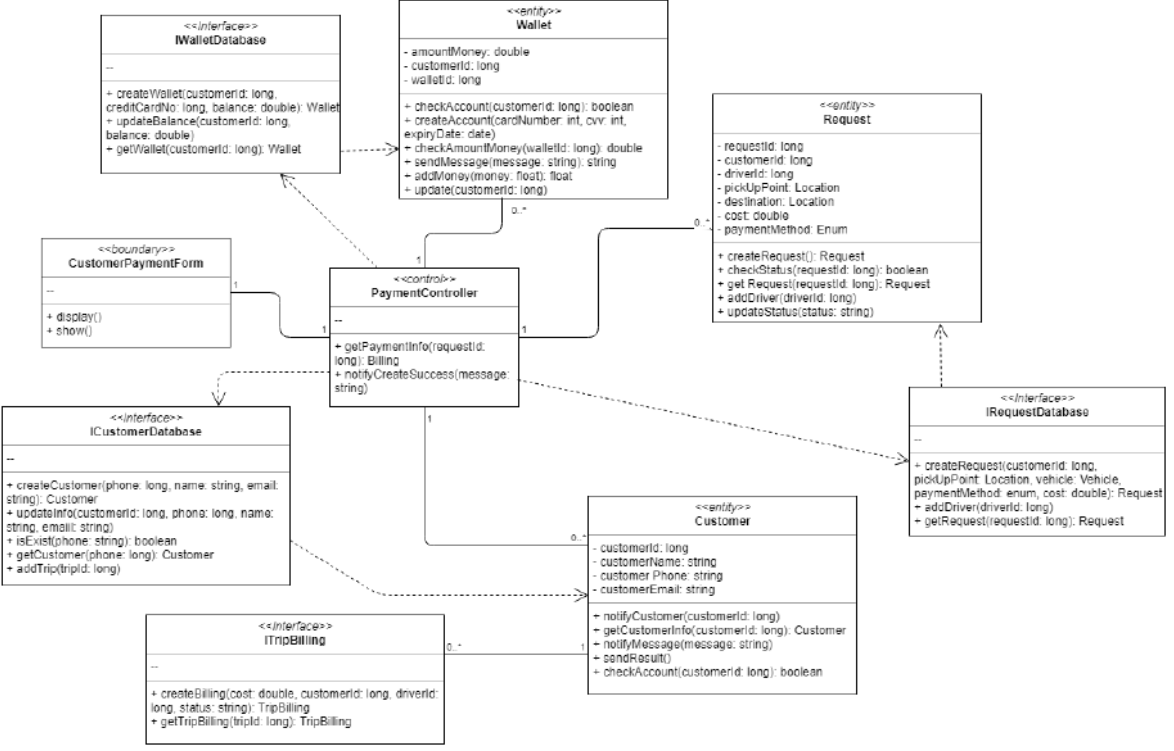 <<interface>>
IWalletDatabase
--
+ createWallet(customerId: long,
creditCardNo: long, balance: double): Wallet
+ updateBalance(customerId: long,
balance: double)
+ getWallet(customerId: long): Wallet
<<entity>>
Wallet
- amountMoney: double
- customerId: long
- walletId: long
+ checkAccount(customerId: long): boolean
+ createAccount(cardNumber: int, cvv: int,
expiryDate: date)
+ checkAmountMoney(walletId: long): double
+ sendMessage(message: string): string
+ addMoney(money: float): float
+ update(customerId: long)
<<entity>>
Request
- requestId: long
- customerId: long
- driverId: long
- pickUpPoint: Location
- destination: Location
- cost: double
- paymentMethod: Enum
+ createRequest(): Request
+ checkStatus(requestId: long): boolean
+ get Request(requestId: long): Request
+ addDriver(driverId: long)
+ updateStatus(status: string)
0..*
0..*
1
<<boundary>>
CustomerPaymentForm
--
+ display()
+ show()
1
1
<<control>>
PaymentController
--
+ getPaymentInfo(requestId:
long): Billing
+ notifyCreateSuccess(message:
string)
1
1
<<interface>>
ICustomerDatabase
--
+ createCustomer(phone: long, name: string, email:
string): Customer
+ updateInfo(customerId: long, phone: long, name:
string, emaill: string)
+ isExist(phone: string): boolean
+ getCustomer(phone: long): Customer
+ addTrip(tripId: long)
<<interface>>
IRequestDatabase
--
+ createRequest(customerId: long,
pickUpPoint: Location, vehicle: Vehicle,
paymentMethod: enum, cost: double): Request
+ addDriver(driverId: long)
+ getRequest(requestId: long): Request
0..*
<<entity>>
Customer
- customerId: long
- customerName: string
- customer Phone: string
- customerEmail: string
+ notifyCustomer(customerId: long)
+ getCustomerInfo(customerId: long): Customer
+ notifyMessage(message: string)
+ sendResult()
+ checkAccount(customerId: long): boolean
<<interface>>
ITripBilling
--
+ createBilling(cost: double, customerId: long, driverId:
long, status: string): TripBilling
+ getTripBilling(tripId: long): TripBilling
0..*
1